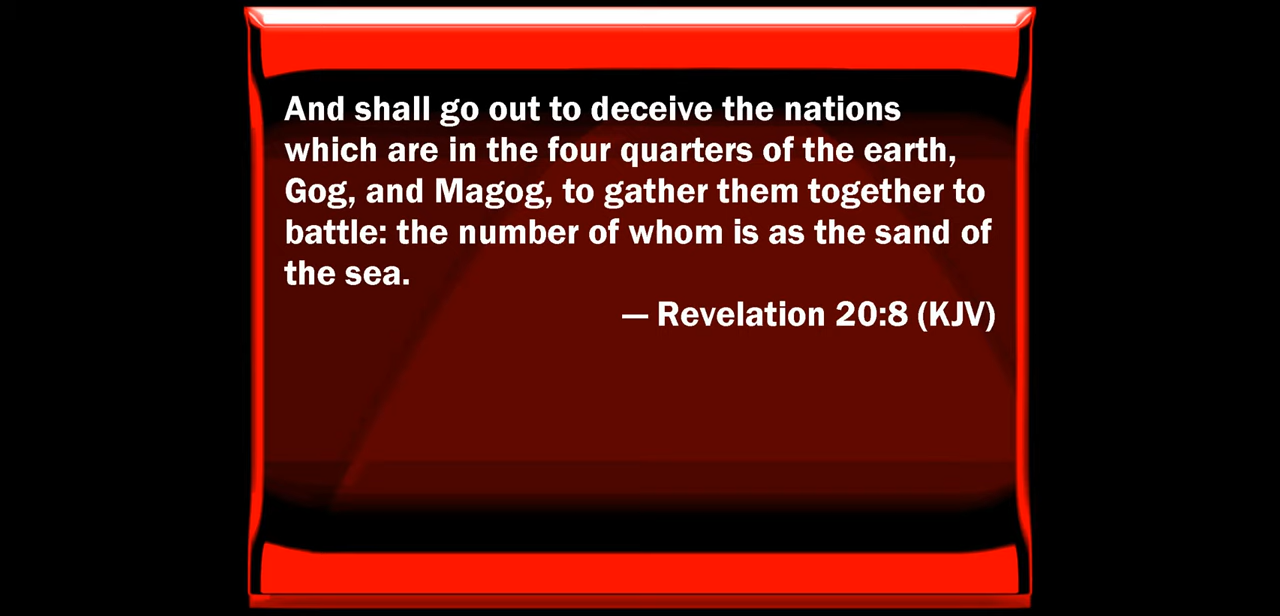 And shall go out to deceive the nations
which are in the four quarters of the earth,
Gog, and Magog, to gather them together to
battle: the number of whom is as the sand of
the sea.
— Revelation 20:8 (KJV)